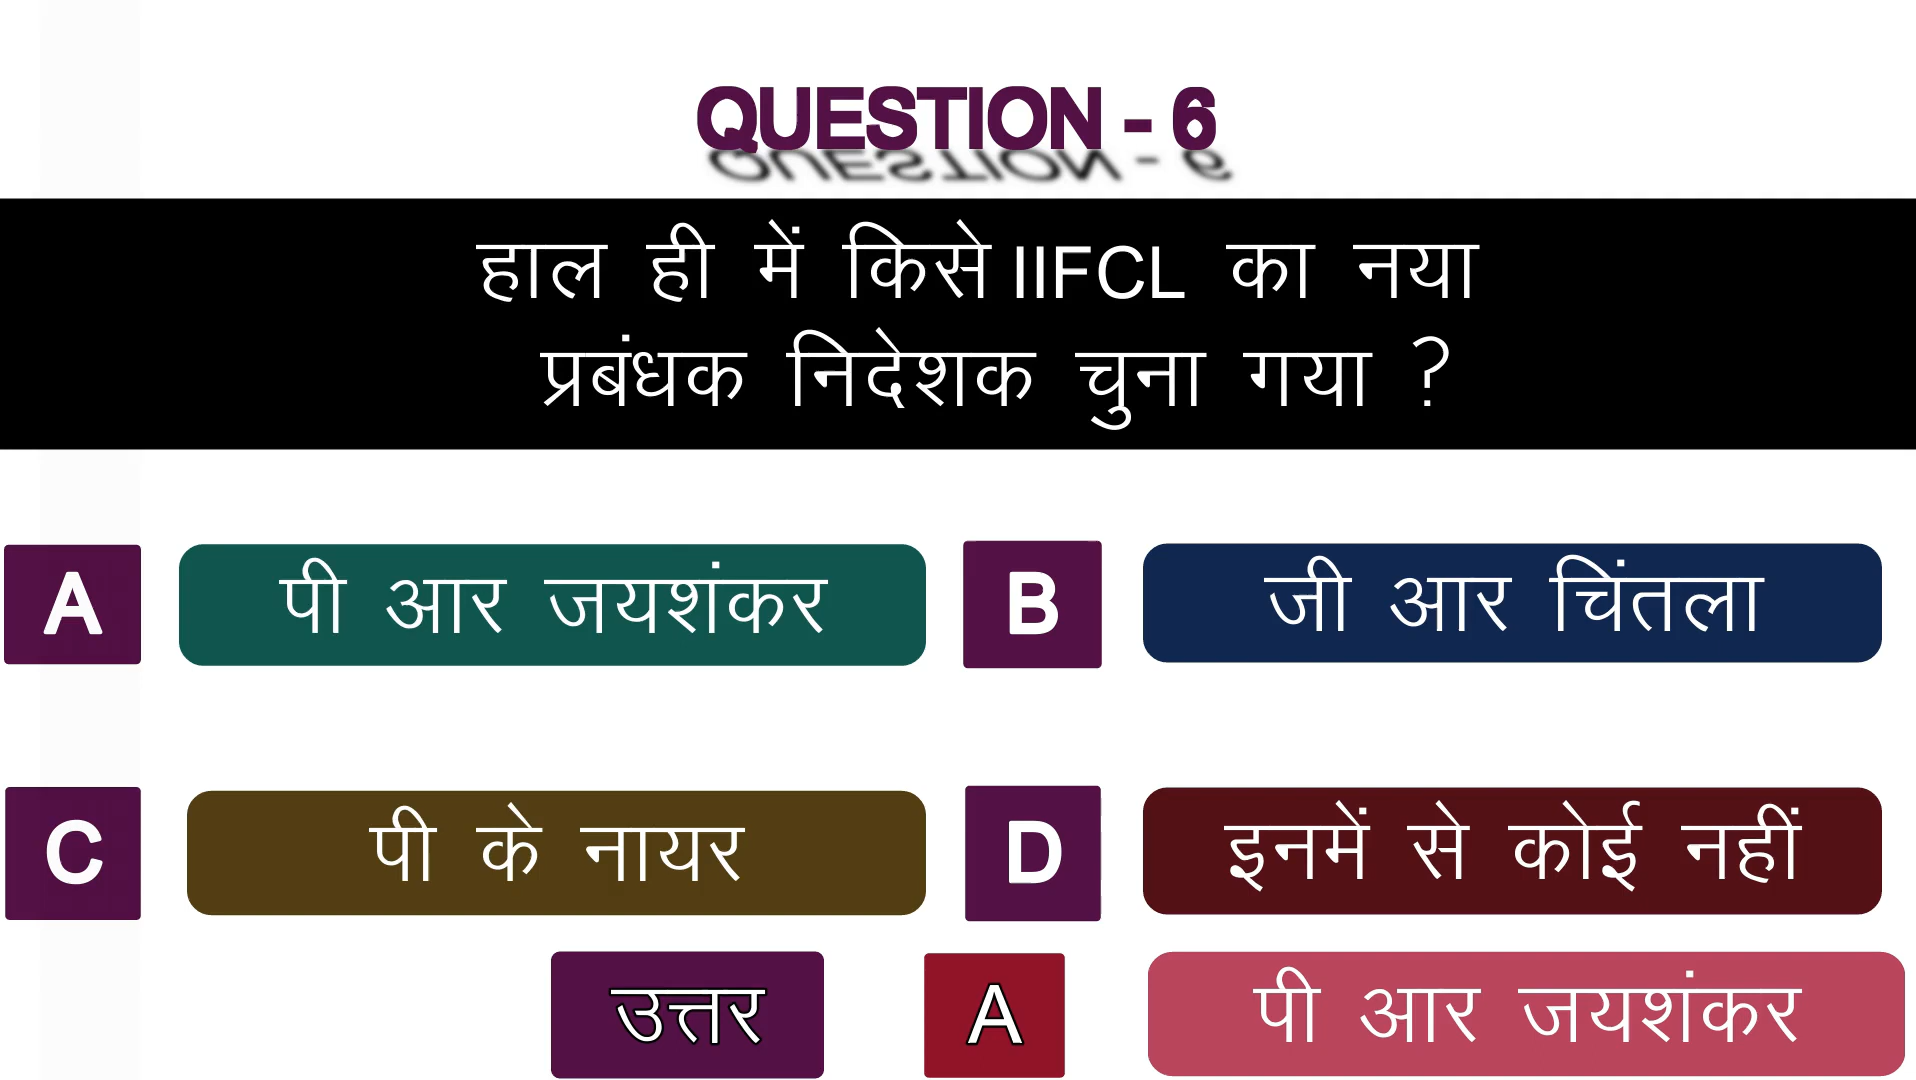 QUESTION - 6
हाल ही में किसे IIFCL का नया
प्रबंधक निदेशक चुना गया ?
A पी आर जयशंकर B जी आर चिंतला
C पी के नायर D इनमें से कोई नहीं
उत्तर A पी आर जयशंकर